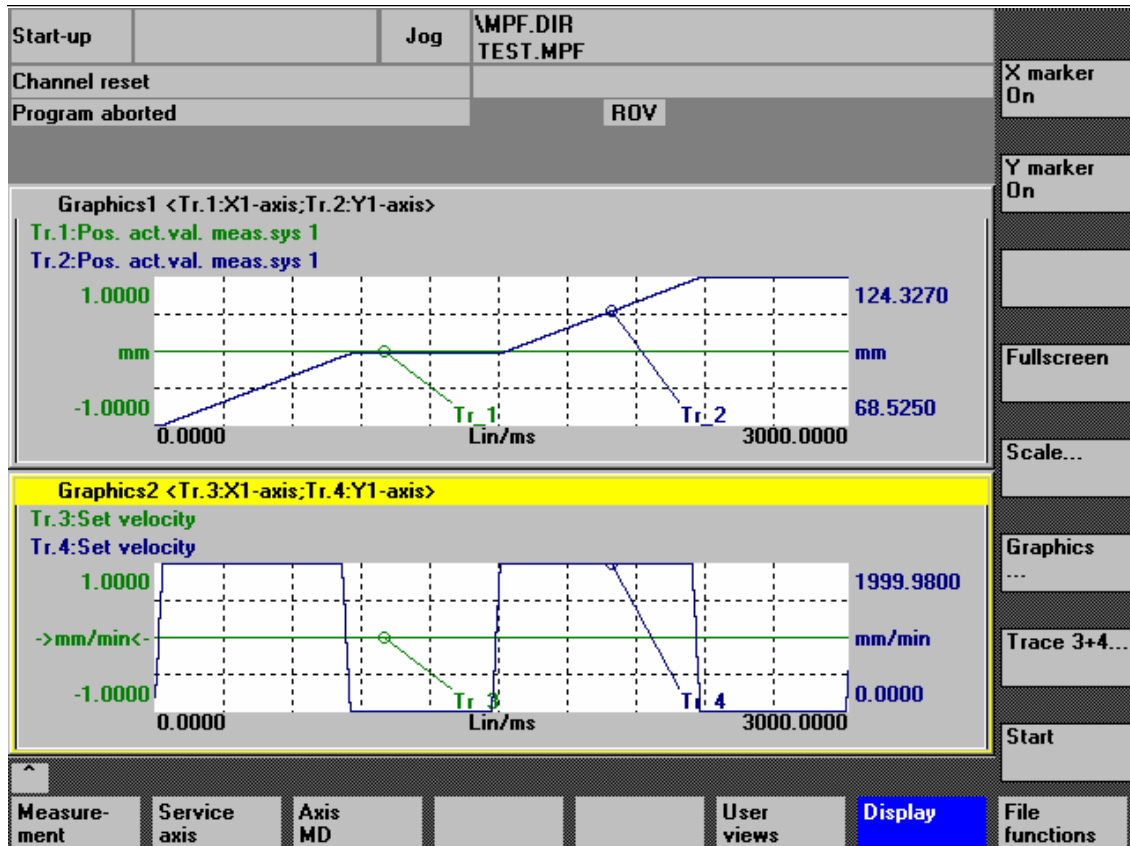 Start-up
Jog
\MPF.DIR
TEST.MPF
Channel reset
Program aborted
ROV
X marker
On
Y marker
On
Fullscreen
Scale...
Graphics
...
Trace 3+4...
Start
Graphics1 <Tr.1:X1-axis;Tr.2:Y1-axis>
Tr.1:Pos. act.val. meas.sys 1
Tr.2:Pos. act.val. meas.sys 1
1.0000
124.3270
mm
mm
-1.0000
Tr_1
Tr_2
68.5250
0.0000
Lin/ms
3000.0000
Graphics2 <Tr.3:X1-axis;Tr.4:Y1-axis>
Tr.3:Set velocity
Tr.4:Set velocity
1.0000
1999.9800
->mm/min<-
mm/min
-1.0000
Tr_3
Tr_4
0.0000
0.0000
Lin/ms
3000.0000
^
Measure-
ment
Service
axis
Axis
MD
User
views
Display
File
functions